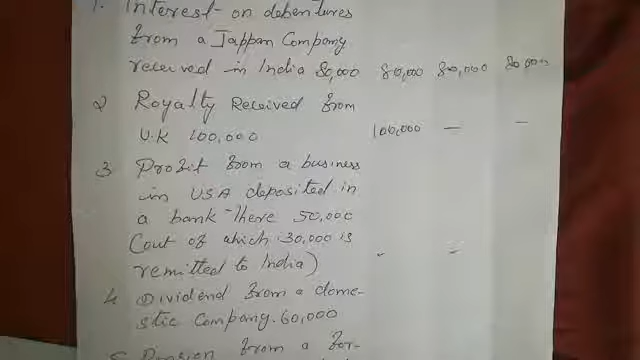 1. Interest on debentures
from a Jappan Company
received in India 80,000 80,000 80,000 80,000
2 Royalty Received from
U.K 100,000 100,000 — —
3 Profit from a business
in USA deposited in
a bank there 50,000
(out of which 30,000 is
remitted to India)
4 Dividend from a dome-
stic Company. 60,000
5 Pension from a for-